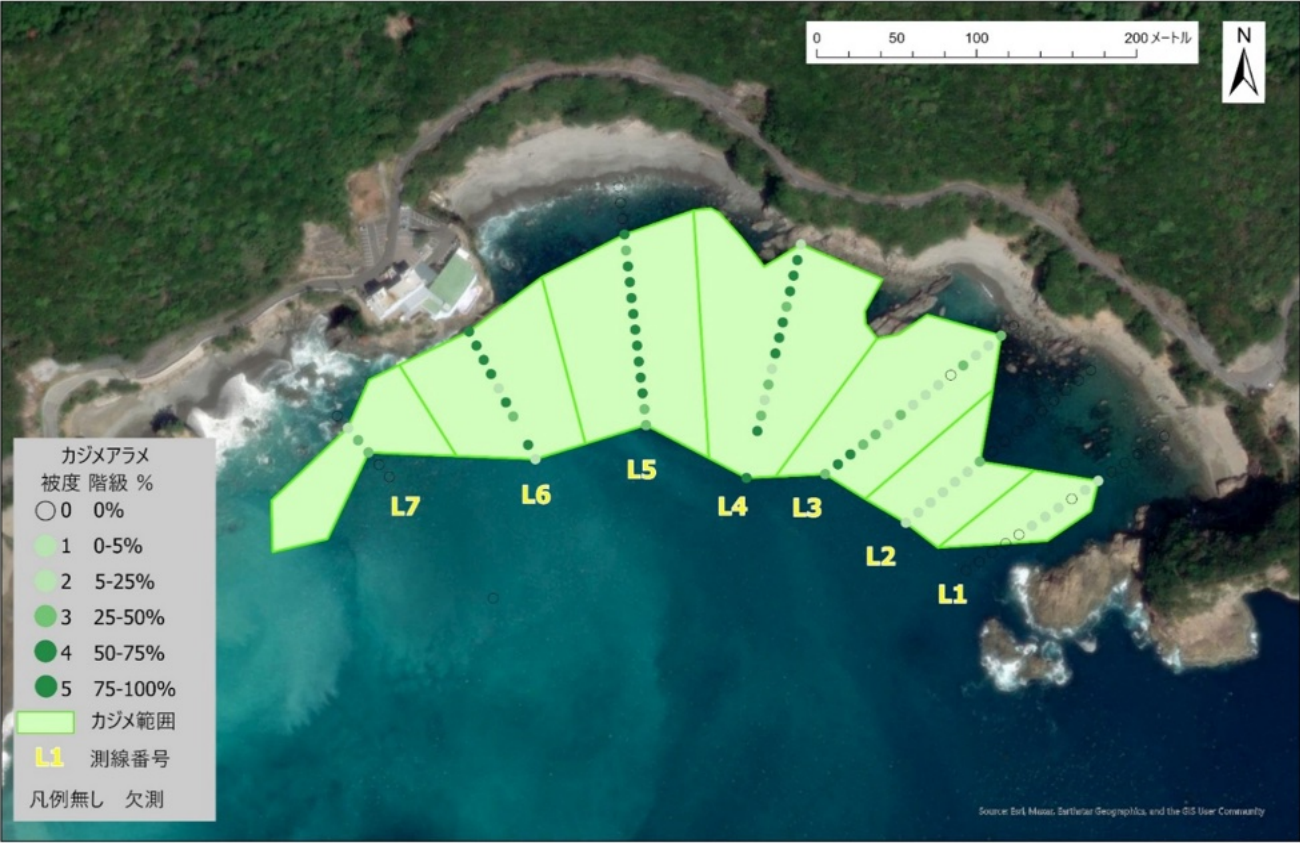 0 50 100 200 メートル
N
L5
L6
L7
L4
L3
L2
L1
カジメアラメ
被度 階級 %
0 0%
1 0-5%
2 5-25%
3 25-50%
4 50-75%
5 75-100%
カジメ範囲
L1 測線番号
凡例無し 欠測
Source: Esri, Maxar, Earthstar Geographics, and the GIS User Community